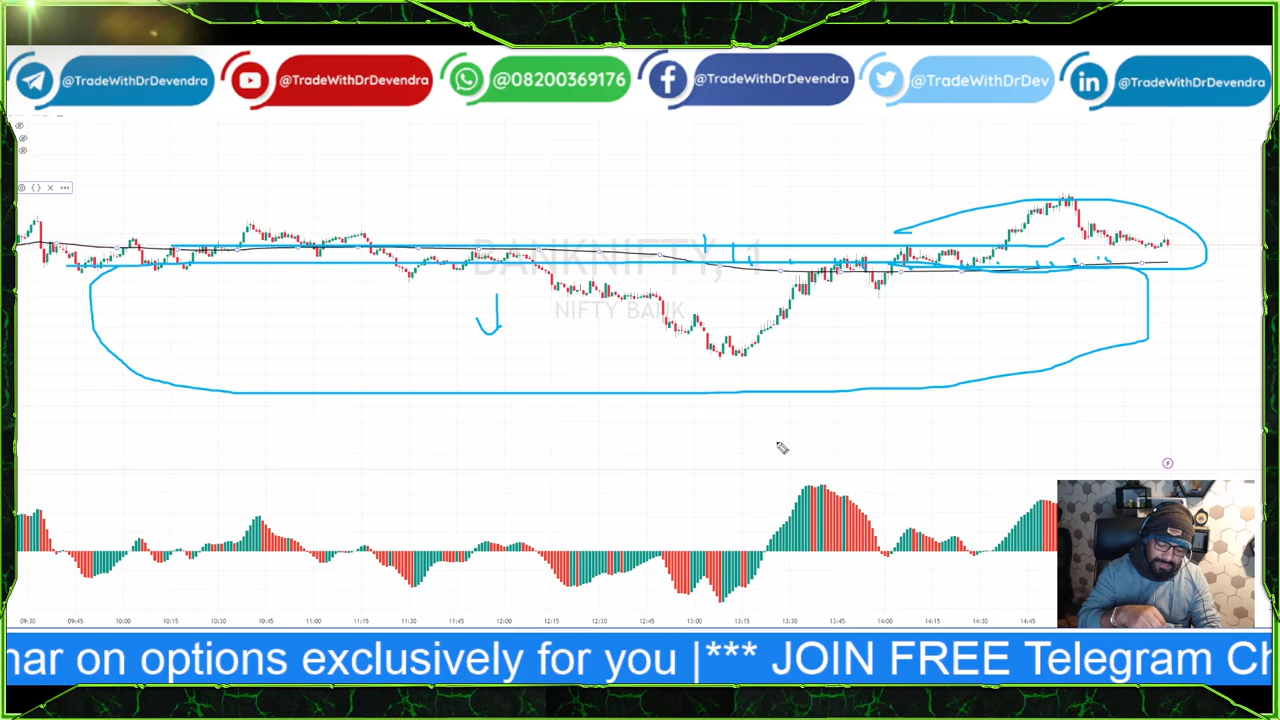 @TradeWithDrDevendra @TradeWithDrDevendra @08200369176 @TradeWithDrDevendra @TradeWithDrDev @TradeWithDrDevendra
BANKNIFTY, 1
NIFTY BANK
09:30 09:45 10:00 10:15 10:30 10:45 11:00 11:15 11:30 11:45 12:00 12:15 12:30 12:45 13:00 13:15 13:30 13:45 14:00 14:15 14:30 14:45
nar on options exclusively for you |*** JOIN FREE Telegram Ch